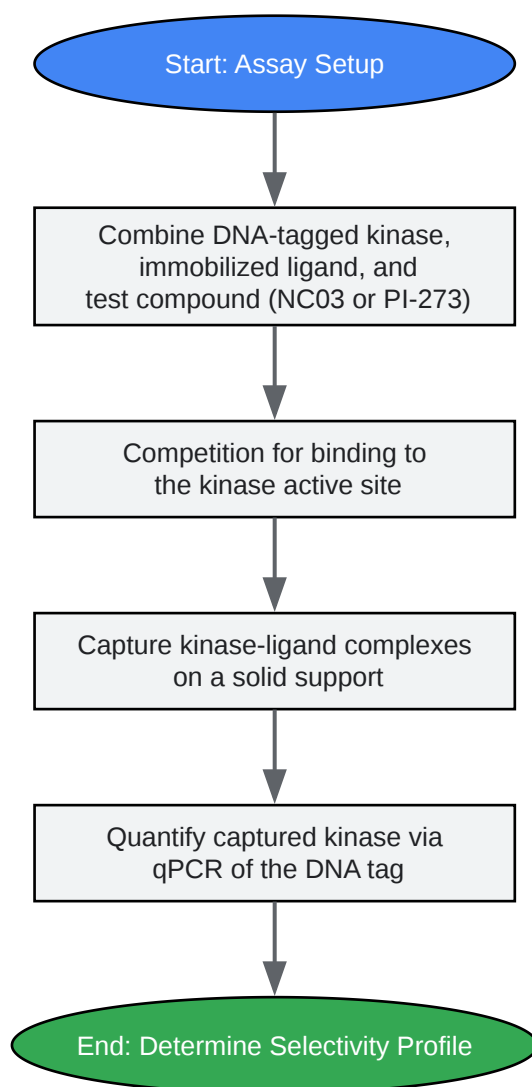 Start: Assay Setup
Combine DNA-tagged kinase,
immobilized ligand, and
test compound (NC03 or PI-273)
Competition for binding to
the kinase active site
Capture kinase-ligand complexes
on a solid support
Quantify captured kinase via
qPCR of the DNA tag
End: Determine Selectivity Profile